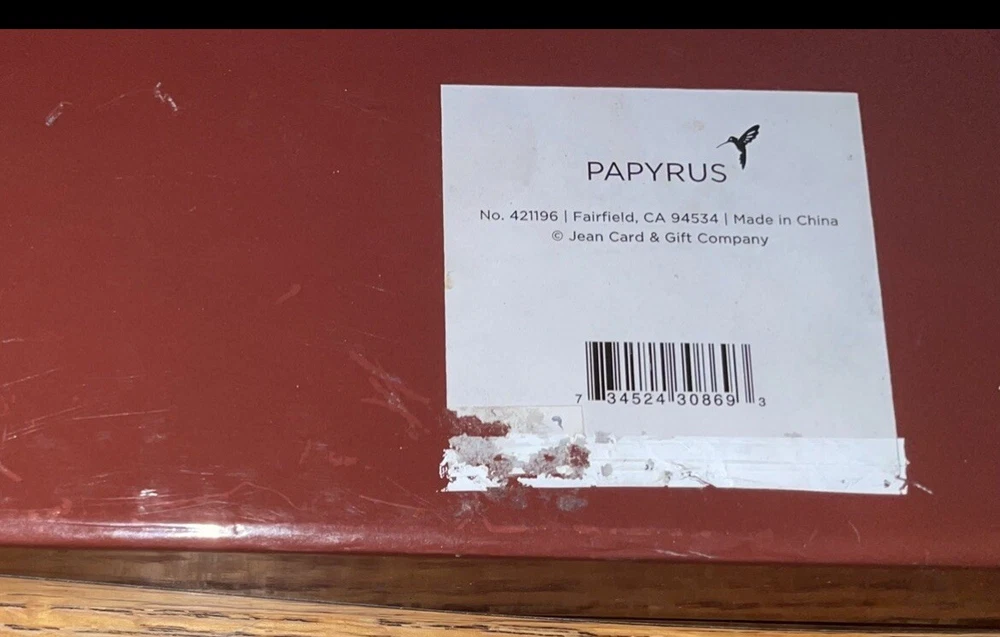 PAPYRUS
No. 421196 | Fairfield, CA 94534 | Made in China
© Jean Card & Gift Company
7 34524 30869 3